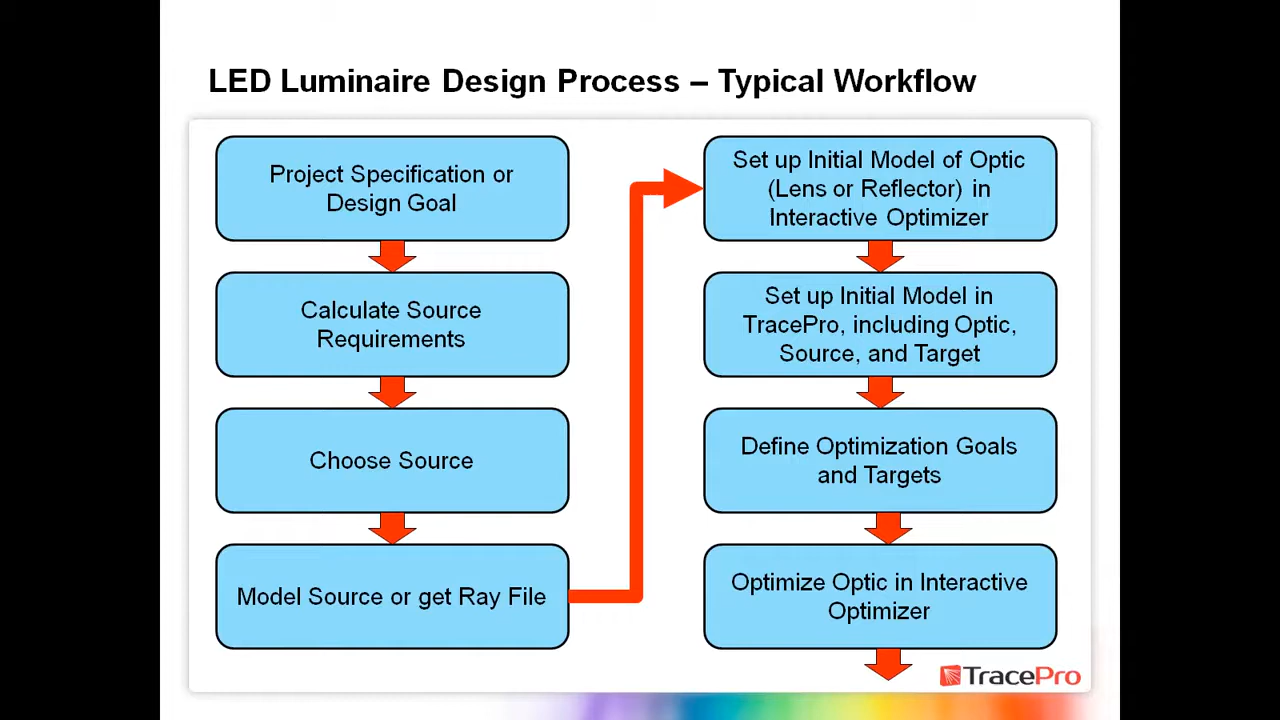 LED Luminaire Design Process – Typical Workflow
Project Specification or
Design Goal
Calculate Source
Requirements
Choose Source
Model Source or get Ray File
Set up Initial Model of Optic
(Lens or Reflector) in
Interactive Optimizer
Set up Initial Model in
TracePro, including Optic,
Source, and Target
Define Optimization Goals
and Targets
Optimize Optic in Interactive
Optimizer
TracePro